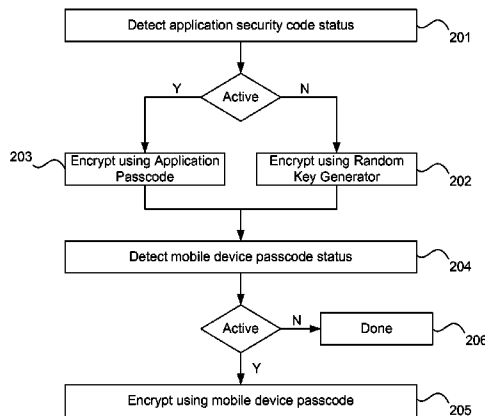 Detect application security code status
201
Y
Active
N
203
Encrypt using Application
Passcode
Encrypt using Random
Key Generator
202
Detect mobile device passcode status
204
Active
N
Done
206
Y
Encrypt using mobile device passcode
205